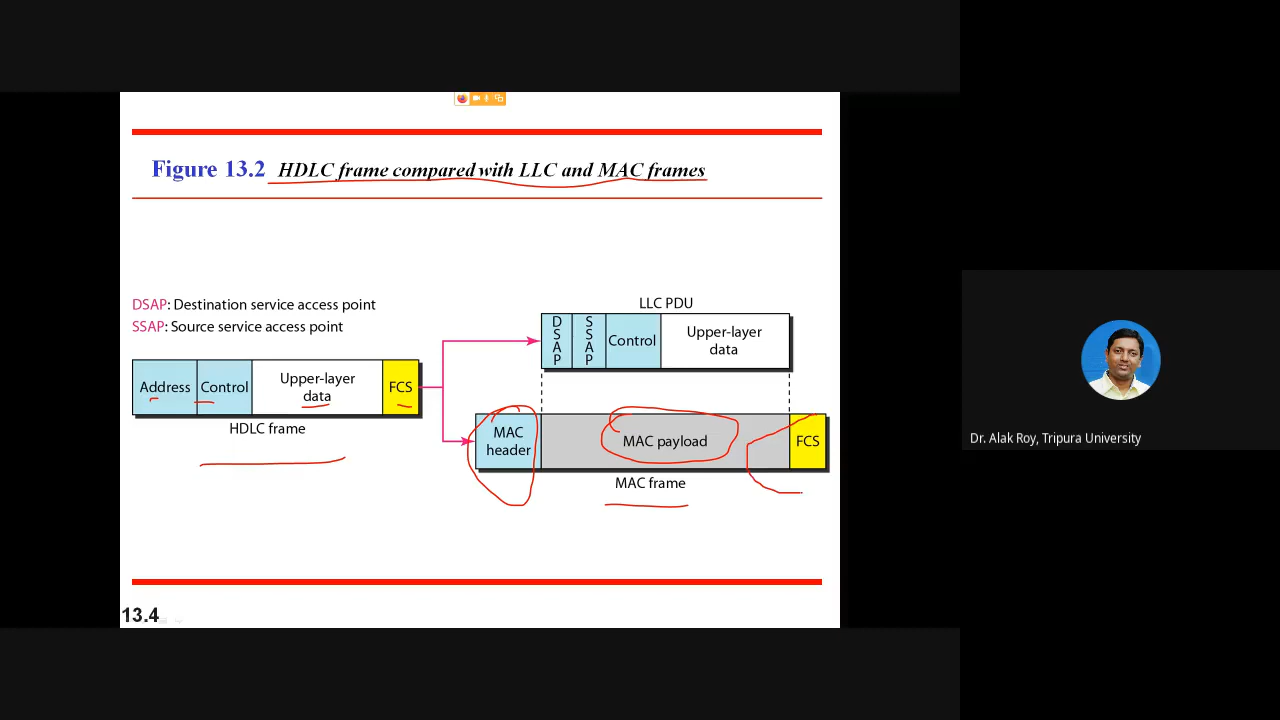 Figure 13.2 HDLC frame compared with LLC and MAC frames
DSAP: Destination service access point
SSAP: Source service access point
LLC PDU
DSAP
SSAP
Control
Upper-layer
data
Address
Control
Upper-layer
data
FCS
HDLC frame
MAC
header
MAC payload
FCS
MAC frame
13.4
Dr. Alak Roy, Tripura University